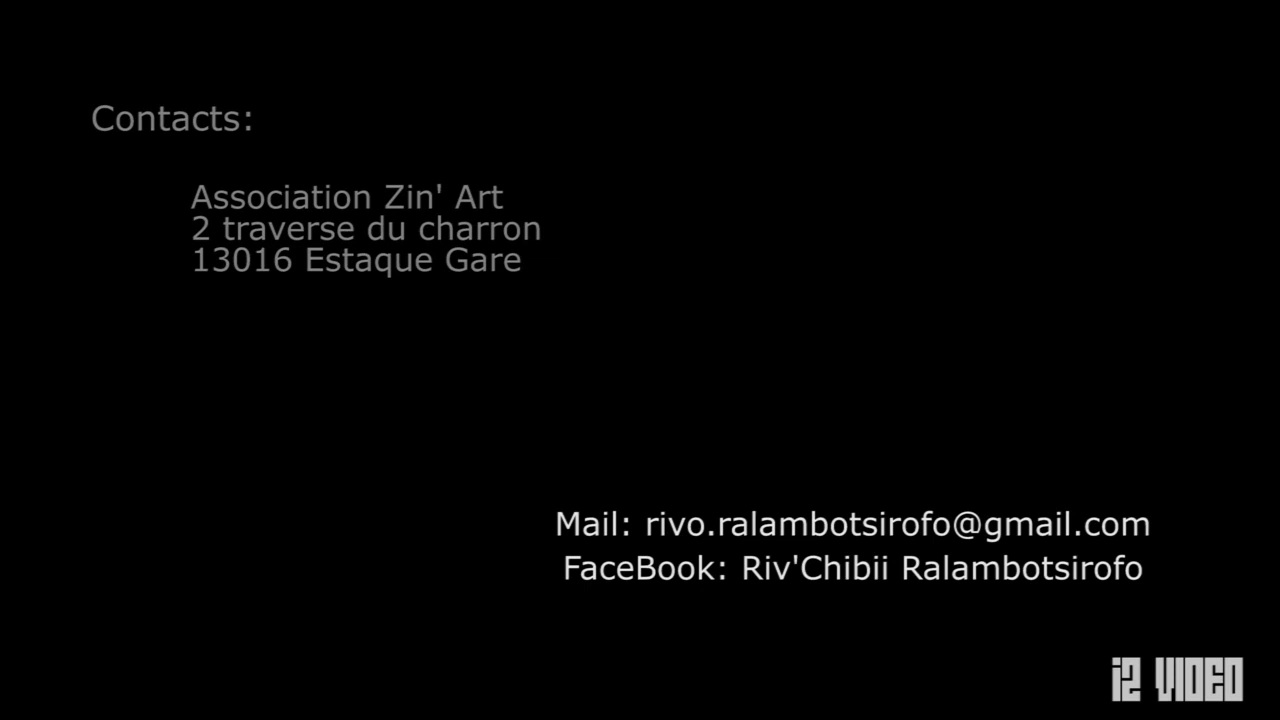 Contacts:
Association Zin' Art
2 traverse du charron
13016 Estaque Gare
Mail: rivo.ralambotsirofo@gmail.com
FaceBook: Riv'Chibii Ralambotsirofo
i2 VIDEO